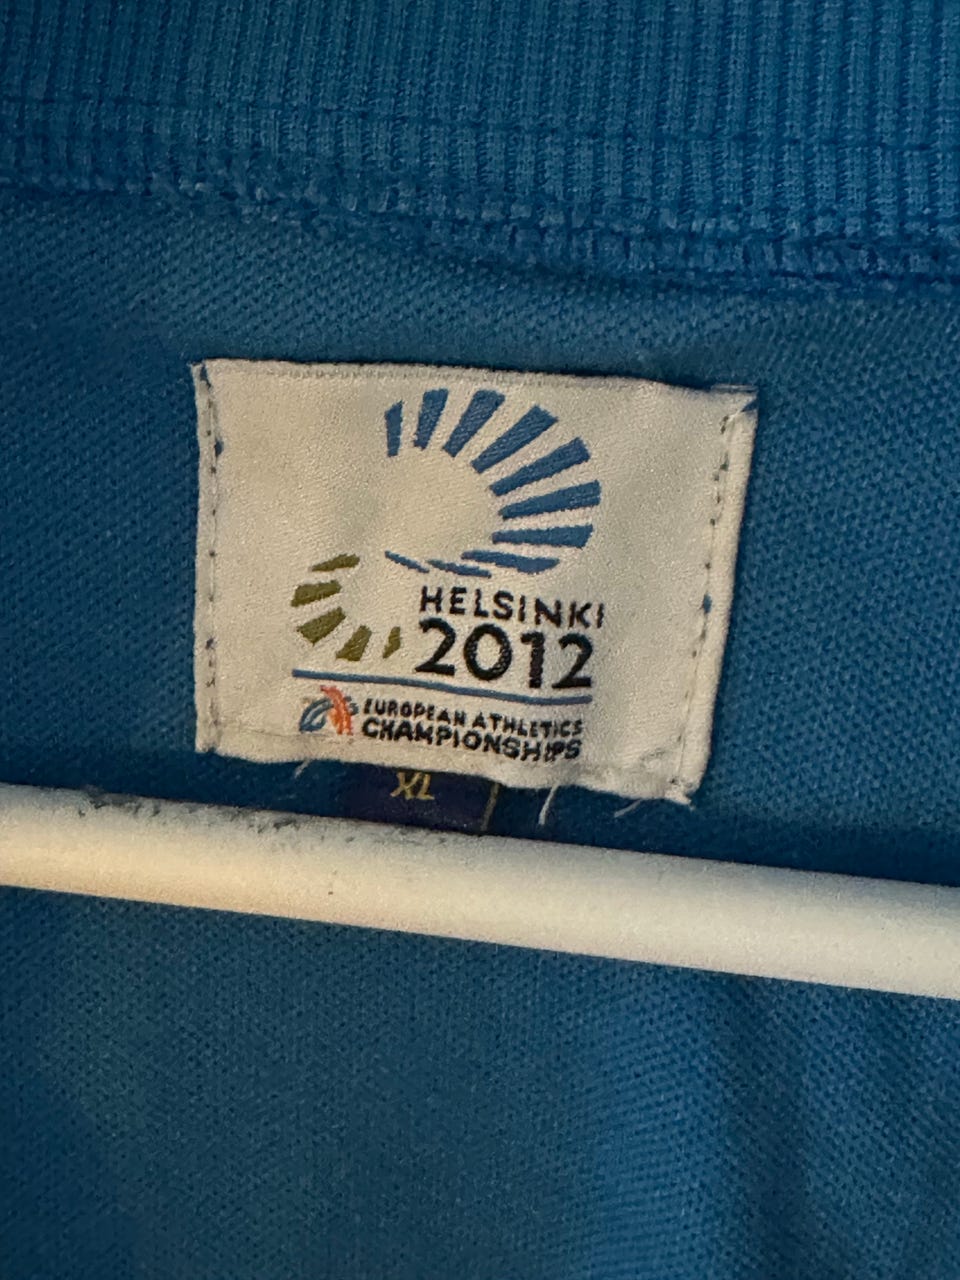 HELSINKI
2012
EUROPEAN ATHLETICS
CHAMPIONSHIPS
XL